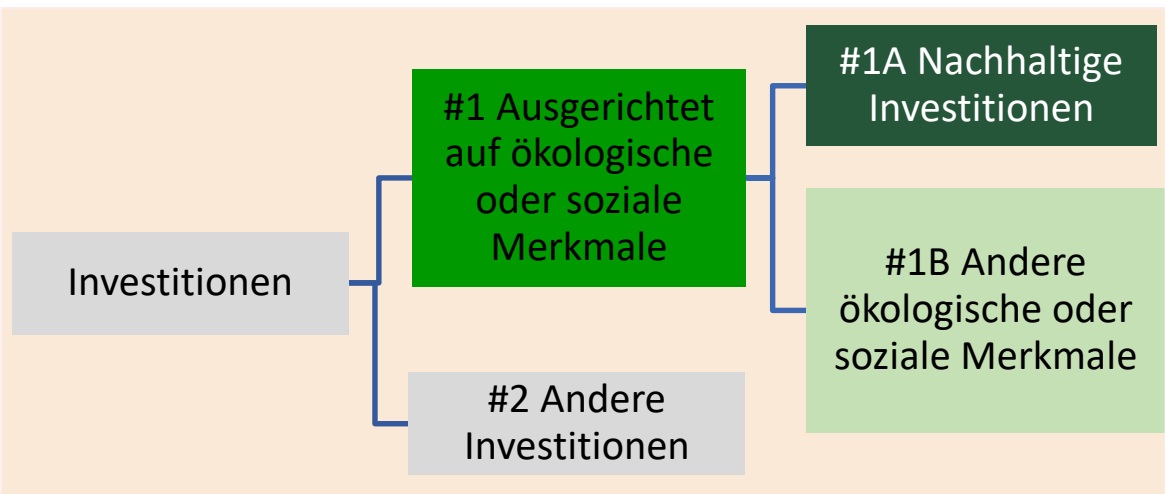 Investitionen
#1 Ausgerichtet
auf ökologische
oder soziale
Merkmale
#2 Andere
Investitionen
#1A Nachhaltige
Investitionen
#1B Andere
ökologische oder
soziale Merkmale